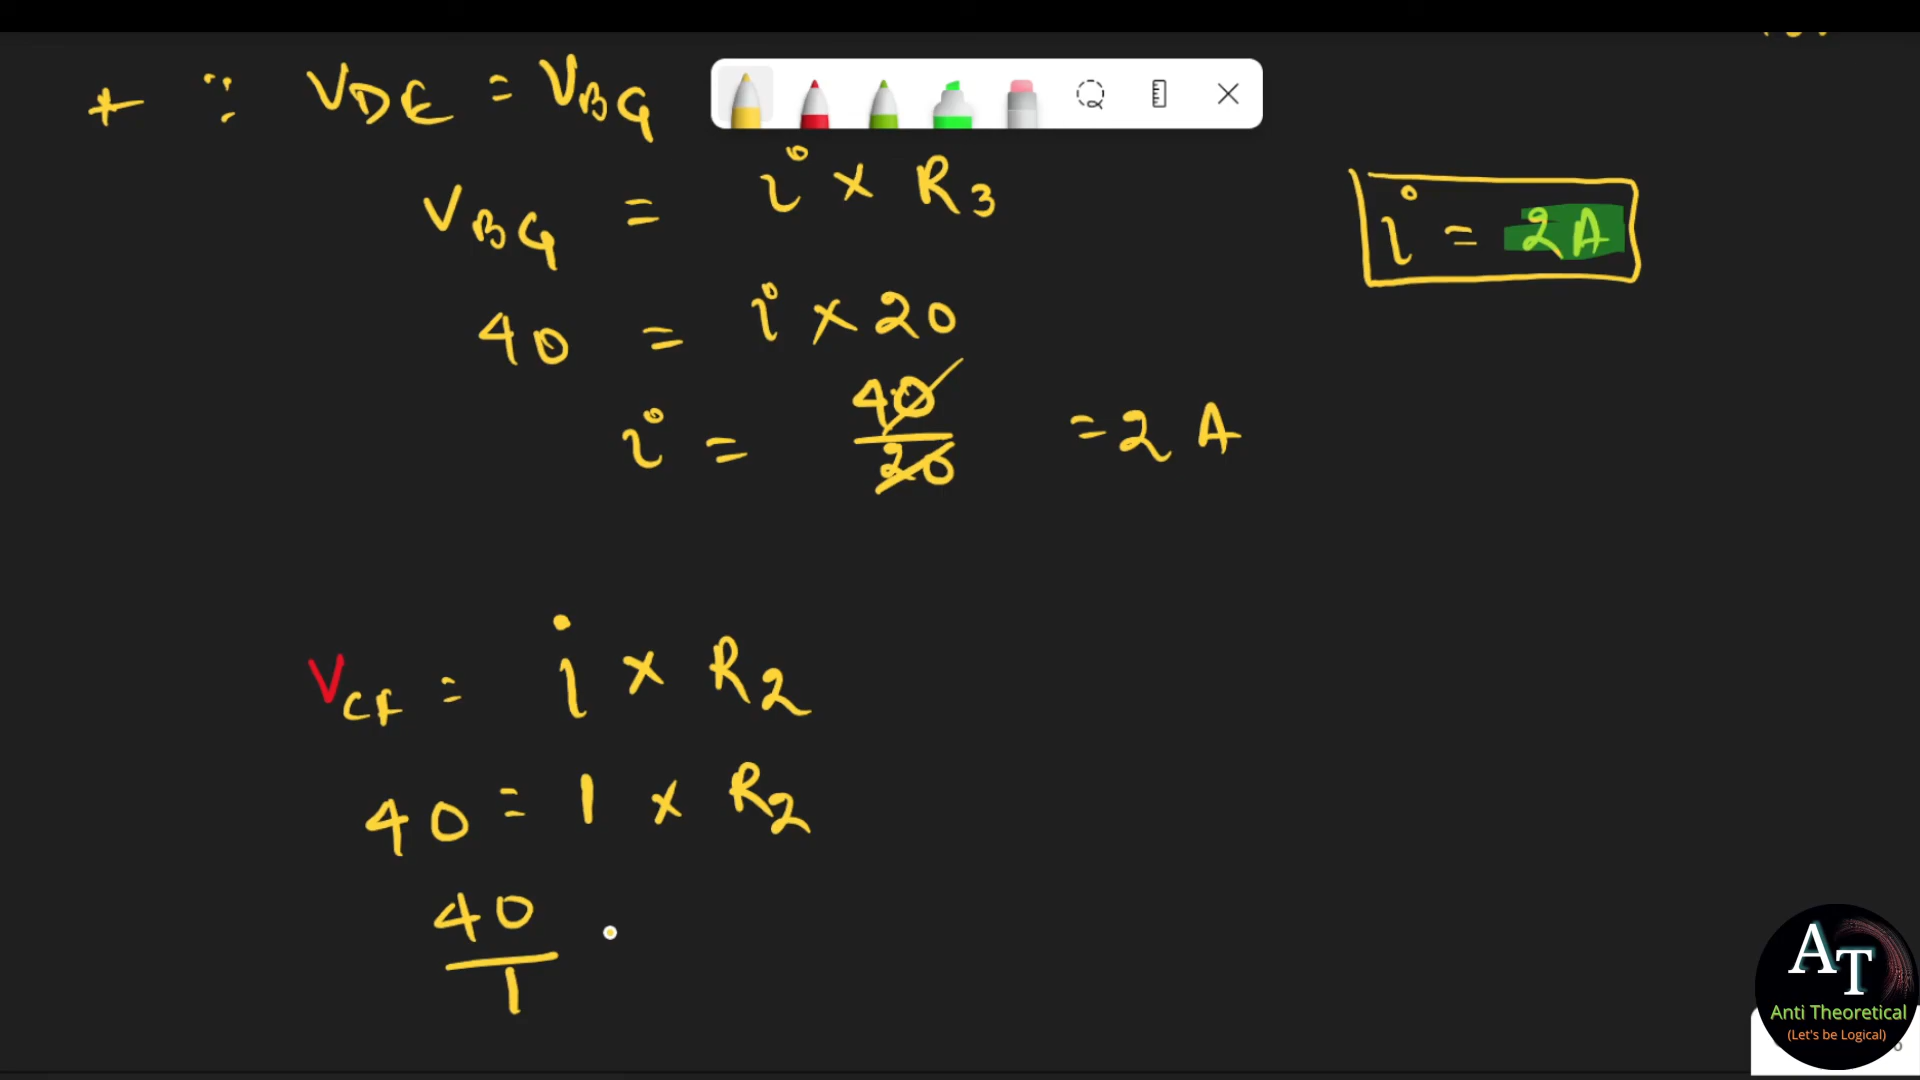 + ∵ VDE = VBG
VBG = i × R3
i = 2A
40 = i × 20
i = 40/20 = 2 A
VCF = i × R2
40 = 1 × R2
40/1
AT
Anti Theoretical
(Let's be Logical)